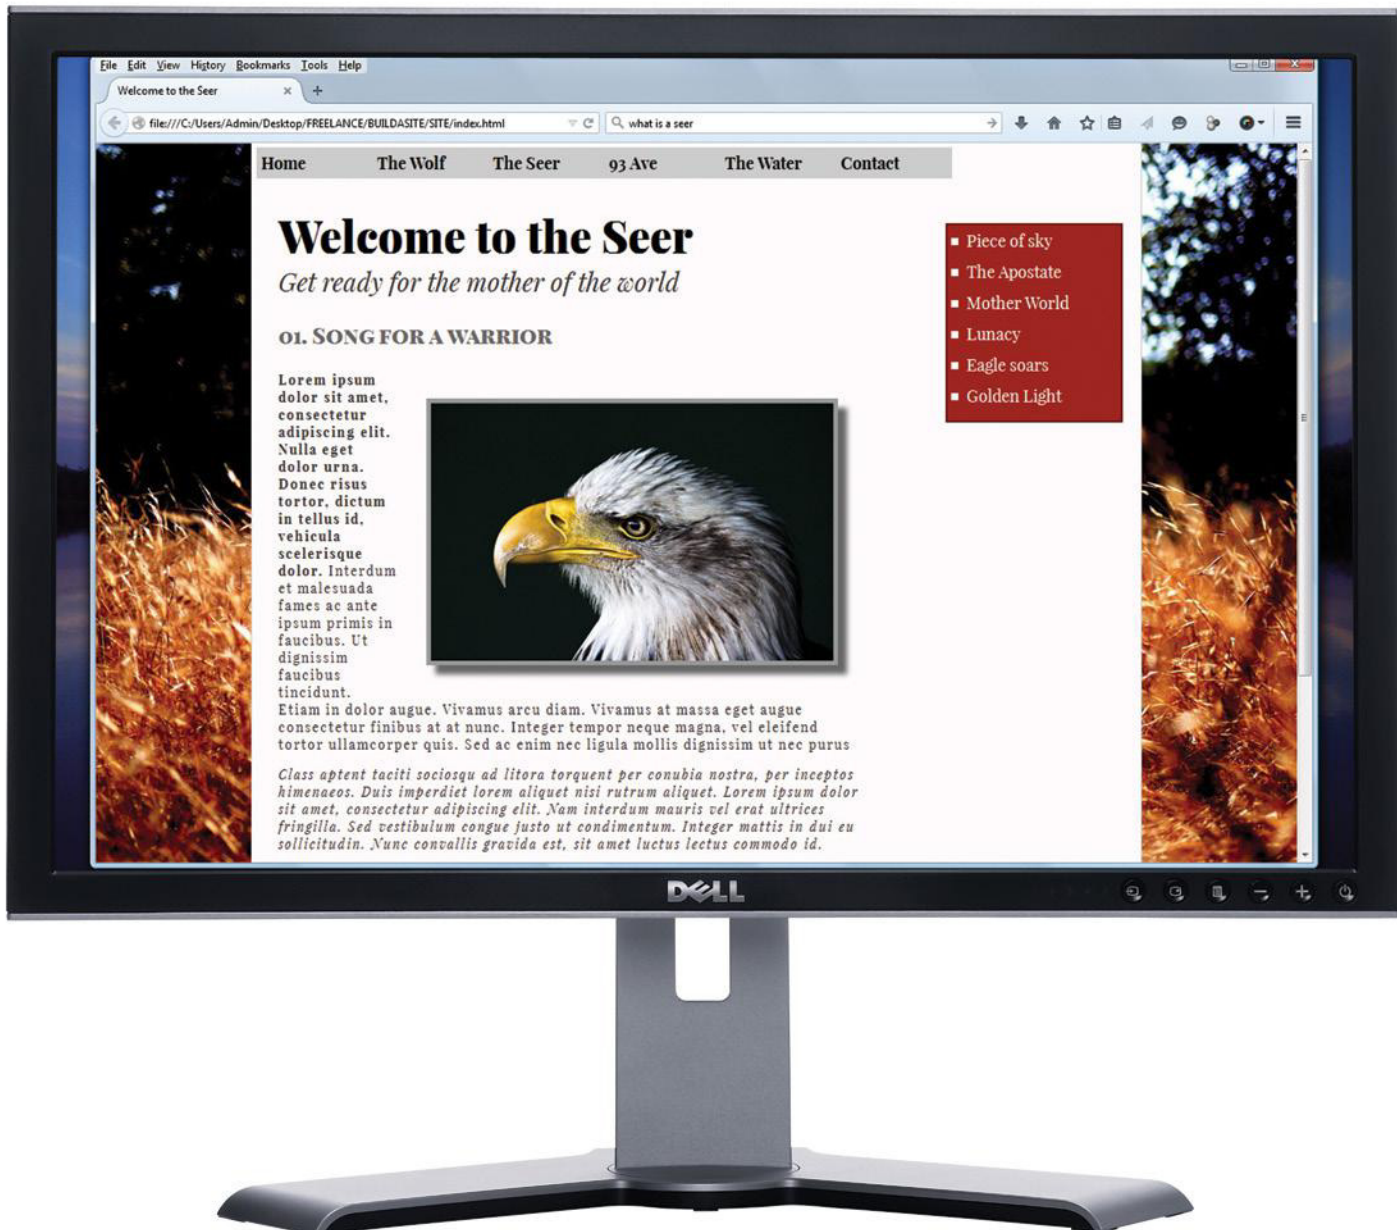 File Edit View History Bookmarks Tools Help
Welcome to the Seer × +
file:///C:/Users/Admin/Desktop/FREELANCE/BUILDASITE/SITE/index.html
what is a seer
Home The Wolf The Seer 93 Ave The Water Contact
Welcome to the Seer
Get ready for the mother of the world
01. SONG FOR A WARRIOR
Lorem ipsum
dolor sit amet,
consectetur
adipiscing elit.
Nulla eget
dolor urna.
Donec risus
tortor, dictum
in tellus id,
vehicula
scelerisque
dolor. Interdum
et malesuada
fames ac ante
ipsum primis in
faucibus. Ut
dignissim
faucibus
tincidunt.
Etiam in dolor augue. Vivamus arcu diam. Vivamus at massa eget augue
consectetur finibus at at nunc. Integer tempor neque magna, vel eleifend
tortor ullamcorper quis. Sed ac enim nec ligula mollis dignissim ut nec purus
Class aptent taciti sociosqu ad litora torquent per conubia nostra, per inceptos
himenaeos. Duis imperdiet lorem aliquet nisi rutrum aliquet. Lorem ipsum dolor
sit amet, consectetur adipiscing elit. Nam interdum mauris vel erat ultrices
fringilla. Sed vestibulum congue justo ut condimentum. Integer mattis in dui eu
sollicitudin. Nunc convallis gravida est, sit amet luctus lectus commodo id.
Piece of sky
The Apostate
Mother World
Lunacy
Eagle soars
Golden Light
DELL